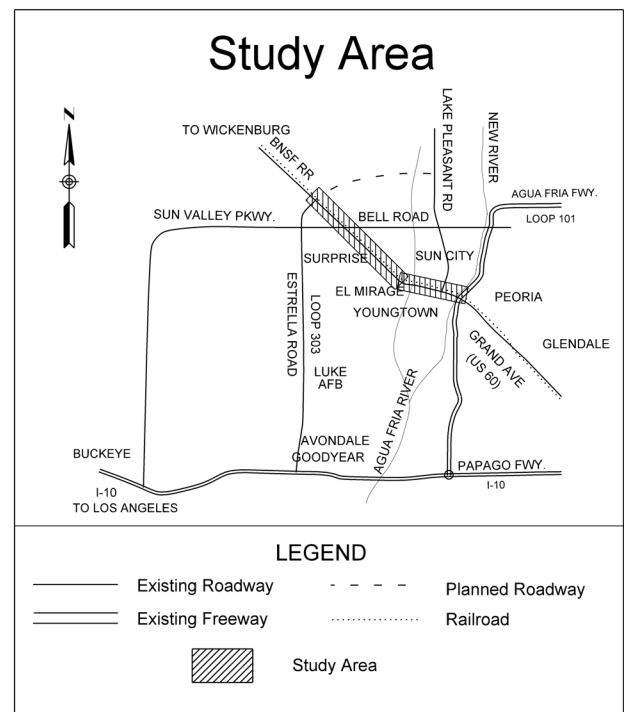 Study Area
N
TO WICKENBURG
BNSF RR
LAKE PLEASANT RD
NEW RIVER
AGUA FRIA FWY.
LOOP 101
SUN VALLEY PKWY.
BELL ROAD
SURPRISE
SUN CITY
EL MIRAGE
YOUNGTOWN
PEORIA
ESTRELLA ROAD
LOOP 303
GLENDALE
GRAND AVE
(US 60)
LUKE
AFB
AGUA FRIA RIVER
AVONDALE
GOODYEAR
BUCKEYE
PAPAGO FWY.
I-10
I-10
TO LOS ANGELES
LEGEND
Existing Roadway
Planned Roadway
Existing Freeway
Railroad
Study Area